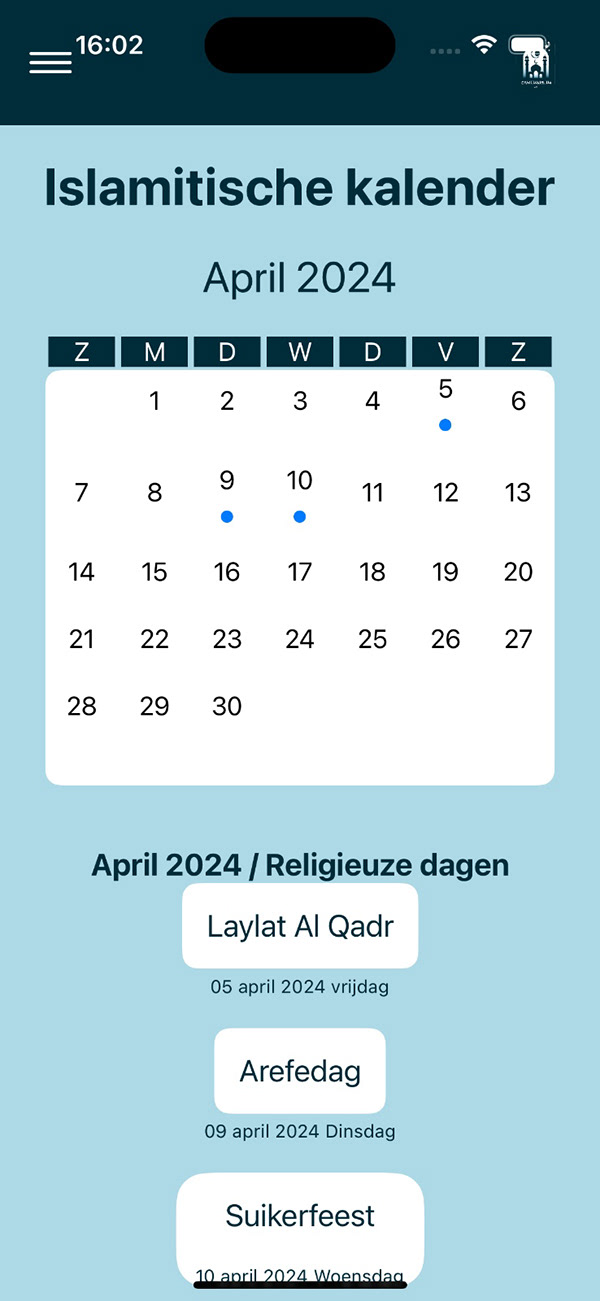 16:02
Islamitische kalender
April 2024
Z M D W D V Z
1 2 3 4 5 6
7 8 9 10 11 12 13
14 15 16 17 18 19 20
21 22 23 24 25 26 27
28 29 30
April 2024 / Religieuze dagen
Laylat Al Qadr
05 april 2024 vrijdag
Arefedag
09 april 2024 Dinsdag
Suikerfeest
10 april 2024 Woensdag